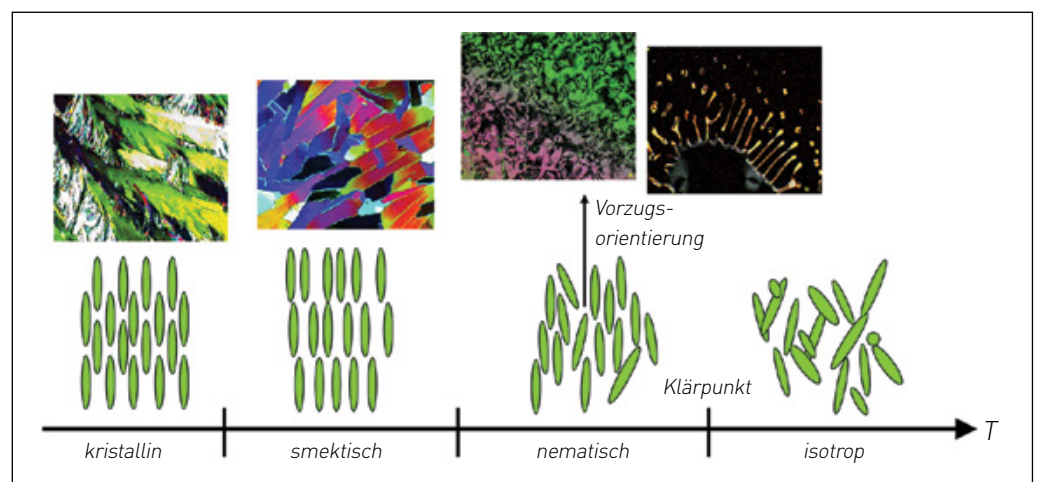 Vorzugs-
orientierung
Klärpunkt
T
kristallin
smektisch
nematisch
isotrop